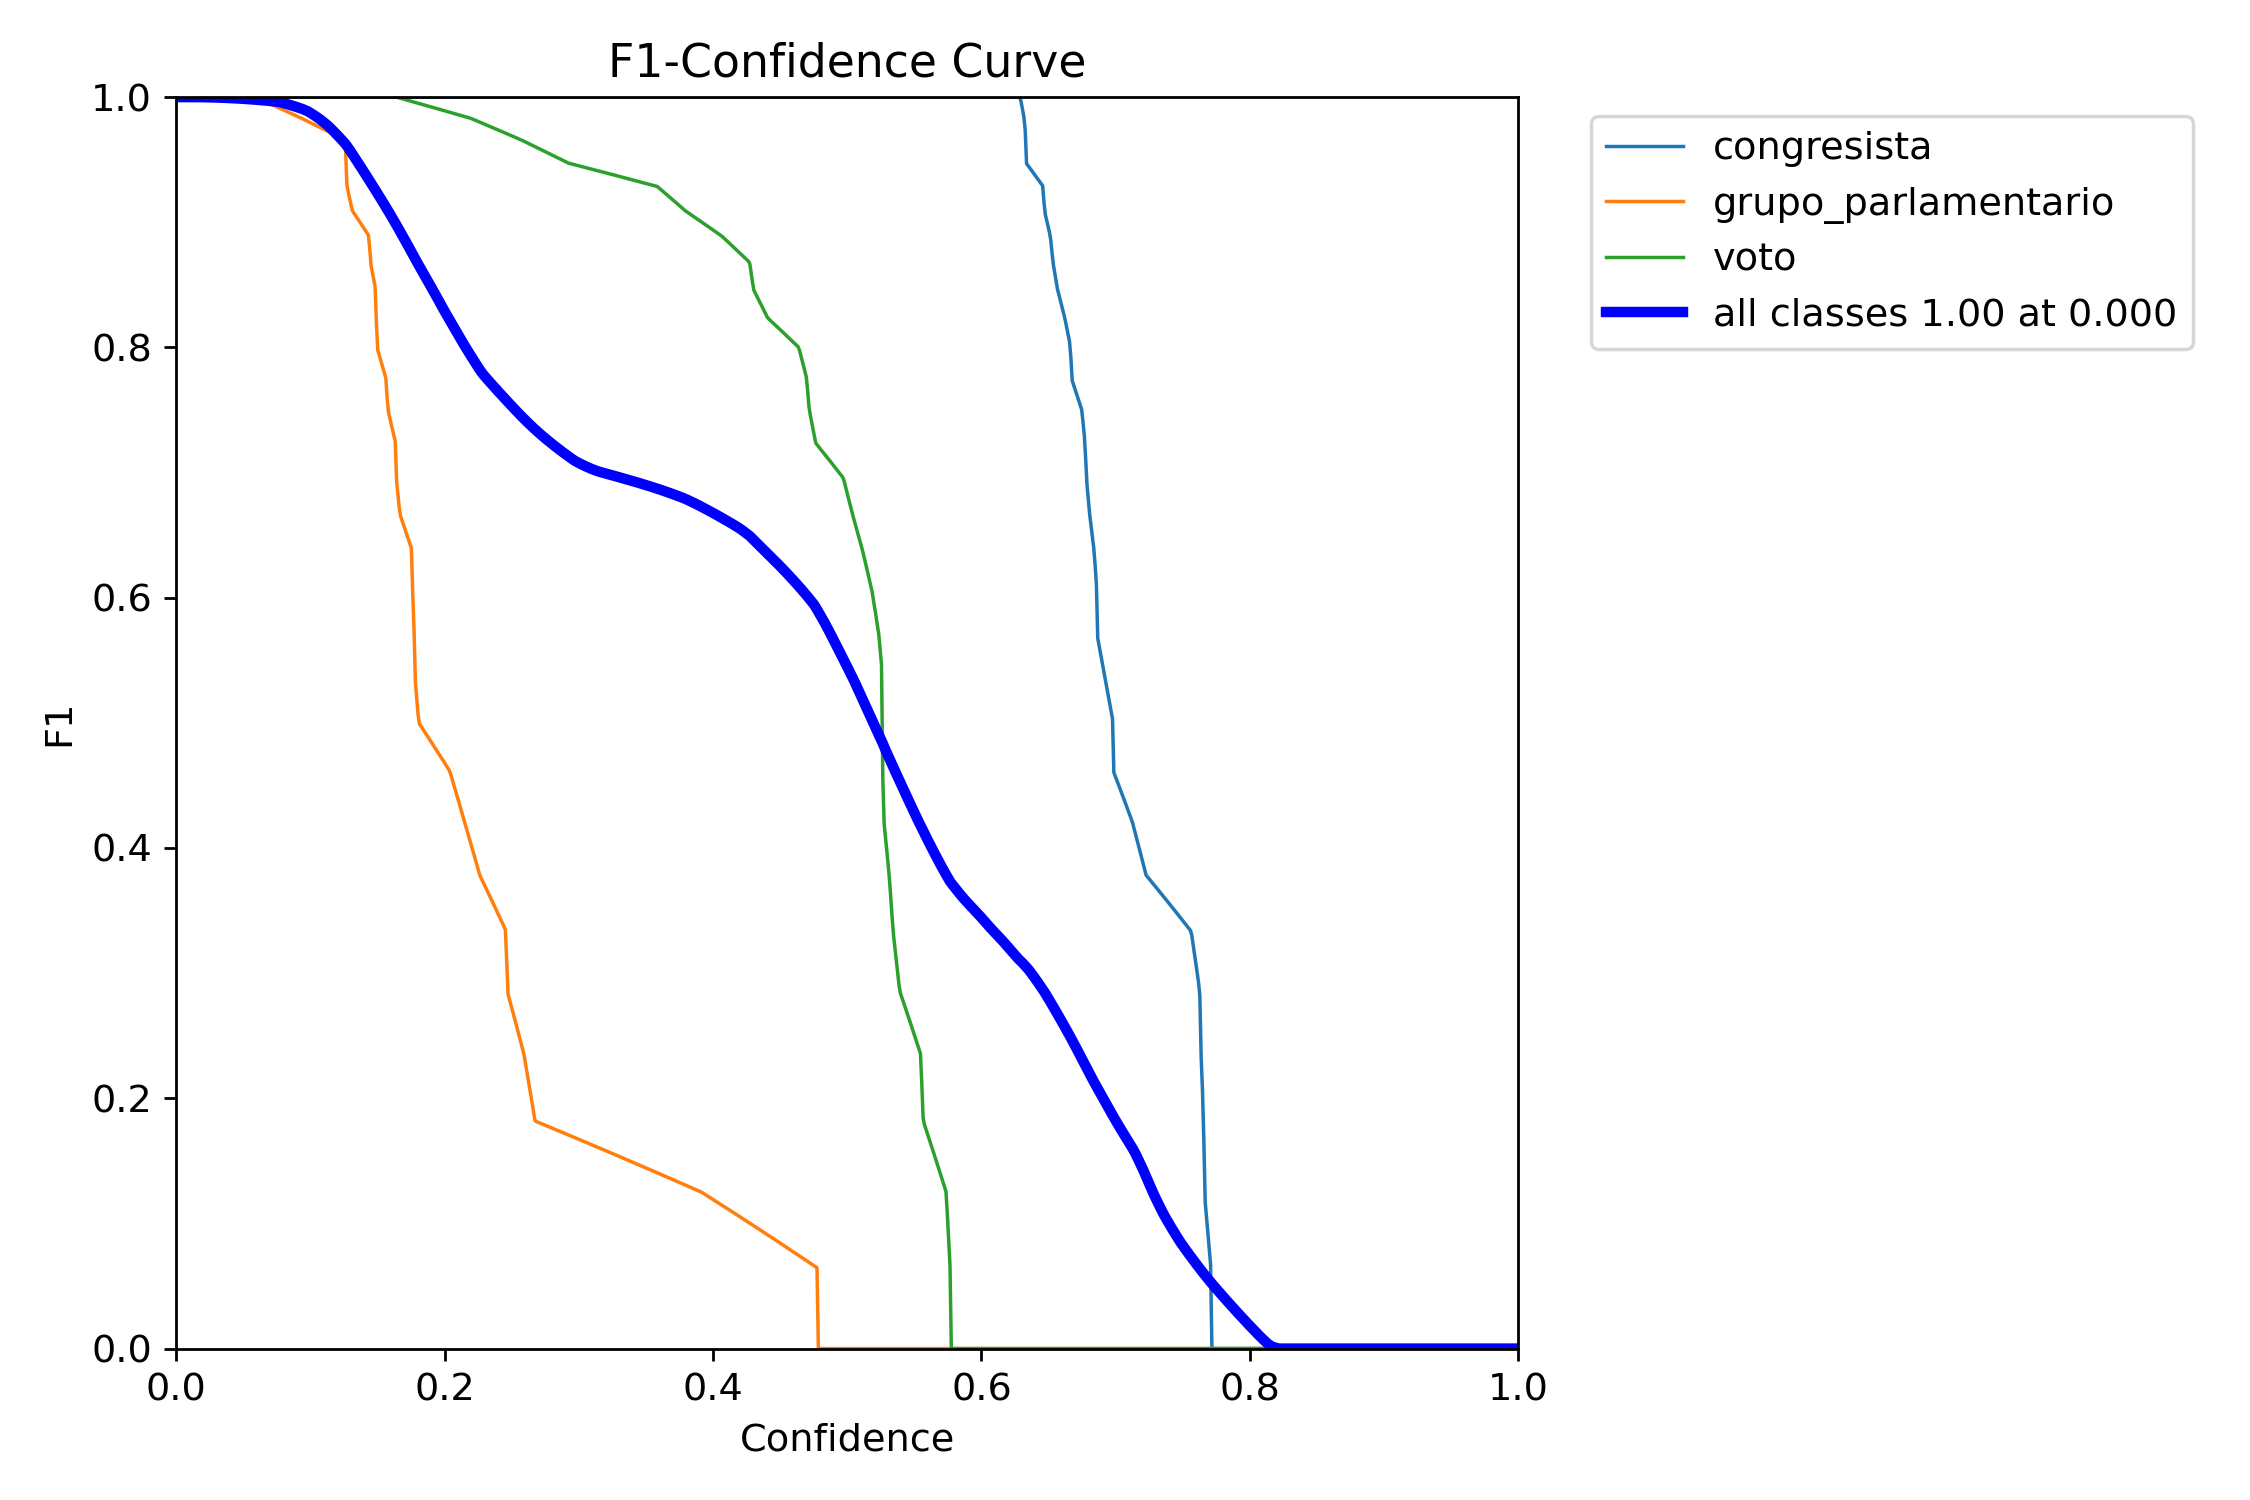 F1-Confidence Curve
1.0
0.8
0.6
0.4
0.2
0.0
F1
0.0 0.2 0.4 0.6 0.8 1.0
Confidence
congresista
grupo_parlamentario
voto
all classes 1.00 at 0.000